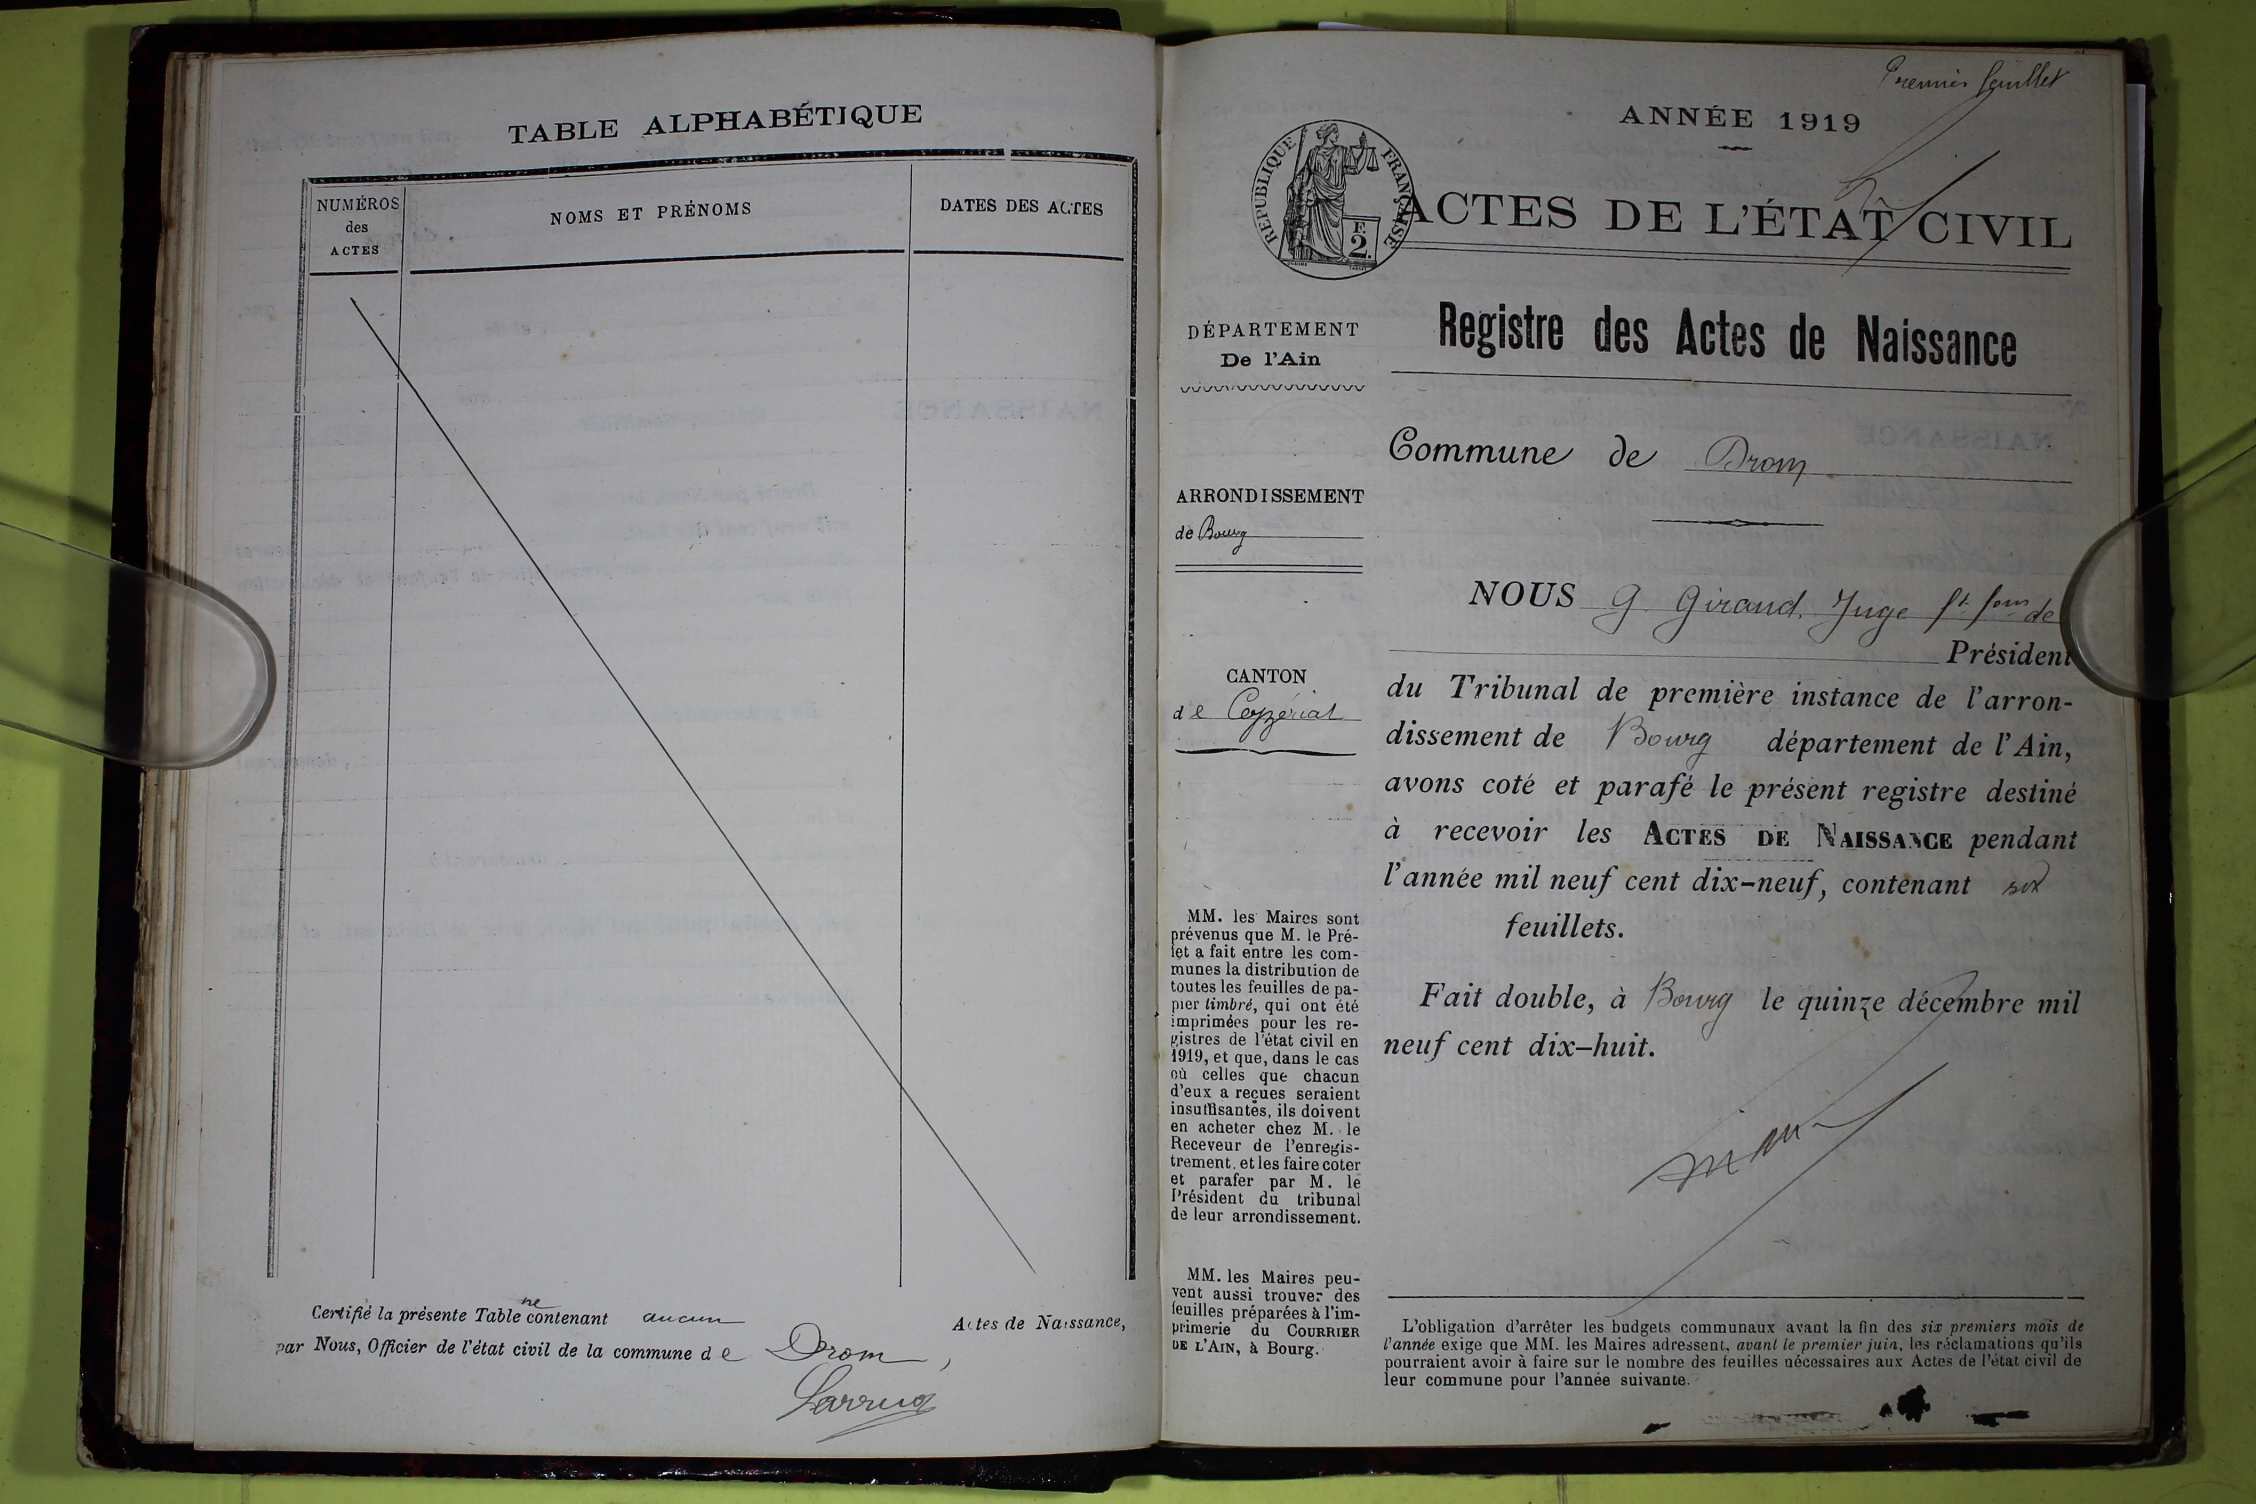 TABLE ALPHABÉTIQUE
NUMÉROS
des
ACTES
NOMS ET PRÉNOMS
DATES DES ACTES
Certifié la présente Table ne contenant aucun Actes de Naissance,
par Nous, Officier de l'état civil de la commune de Drom,
Premier feuillet
ANNÉE 1919
RÉPUBLIQUE FRANÇAISE
F.
2.
ACTES DE L'ÉTAT CIVIL
DÉPARTEMENT
De l'Ain
Registre des Actes de Naissance
Commune de Drom
ARRONDISSEMENT
de Bourg
CANTON
de Ceyzériat
MM. les Maires sont
prévenus que M. le Pré-
fet a fait entre les com-
munes la distribution de
toutes les feuilles de pa-
pier timbré, qui ont été
imprimées pour les re-
gistres de l'état civil en
1919, et que, dans le cas
où celles que chacun
d'eux a reçues seraient
insuffisantes, ils doivent
en acheter chez M. le
Receveur de l'enregis-
trement, et les faire coter
et parafer par M. le
Président du tribunal
de leur arrondissement.
MM. les Maires peu-
vent aussi trouver des
feuilles préparées à l'im-
primerie du COURRIER
DE L'AIN, à Bourg.
NOUS G. Giraud, Juge ft fons de
Président
du Tribunal de première instance de l'arron-
dissement de Bourg département de l'Ain,
avons coté et parafé le présent registre destiné
à recevoir les ACTES DE NAISSANCE pendant
l'année mil neuf cent dix-neuf, contenant six
feuillets.
Fait double, à Bourg le quinze décembre mil
neuf cent dix-huit.
L'obligation d'arrêter les budgets communaux avant la fin des six premiers mois de
l'année exige que MM. les Maires adressent, avant le premier juin, les réclamations qu'ils
pourraient avoir à faire sur le nombre des feuilles nécessaires aux Actes de l'état civil de
leur commune pour l'année suivante.